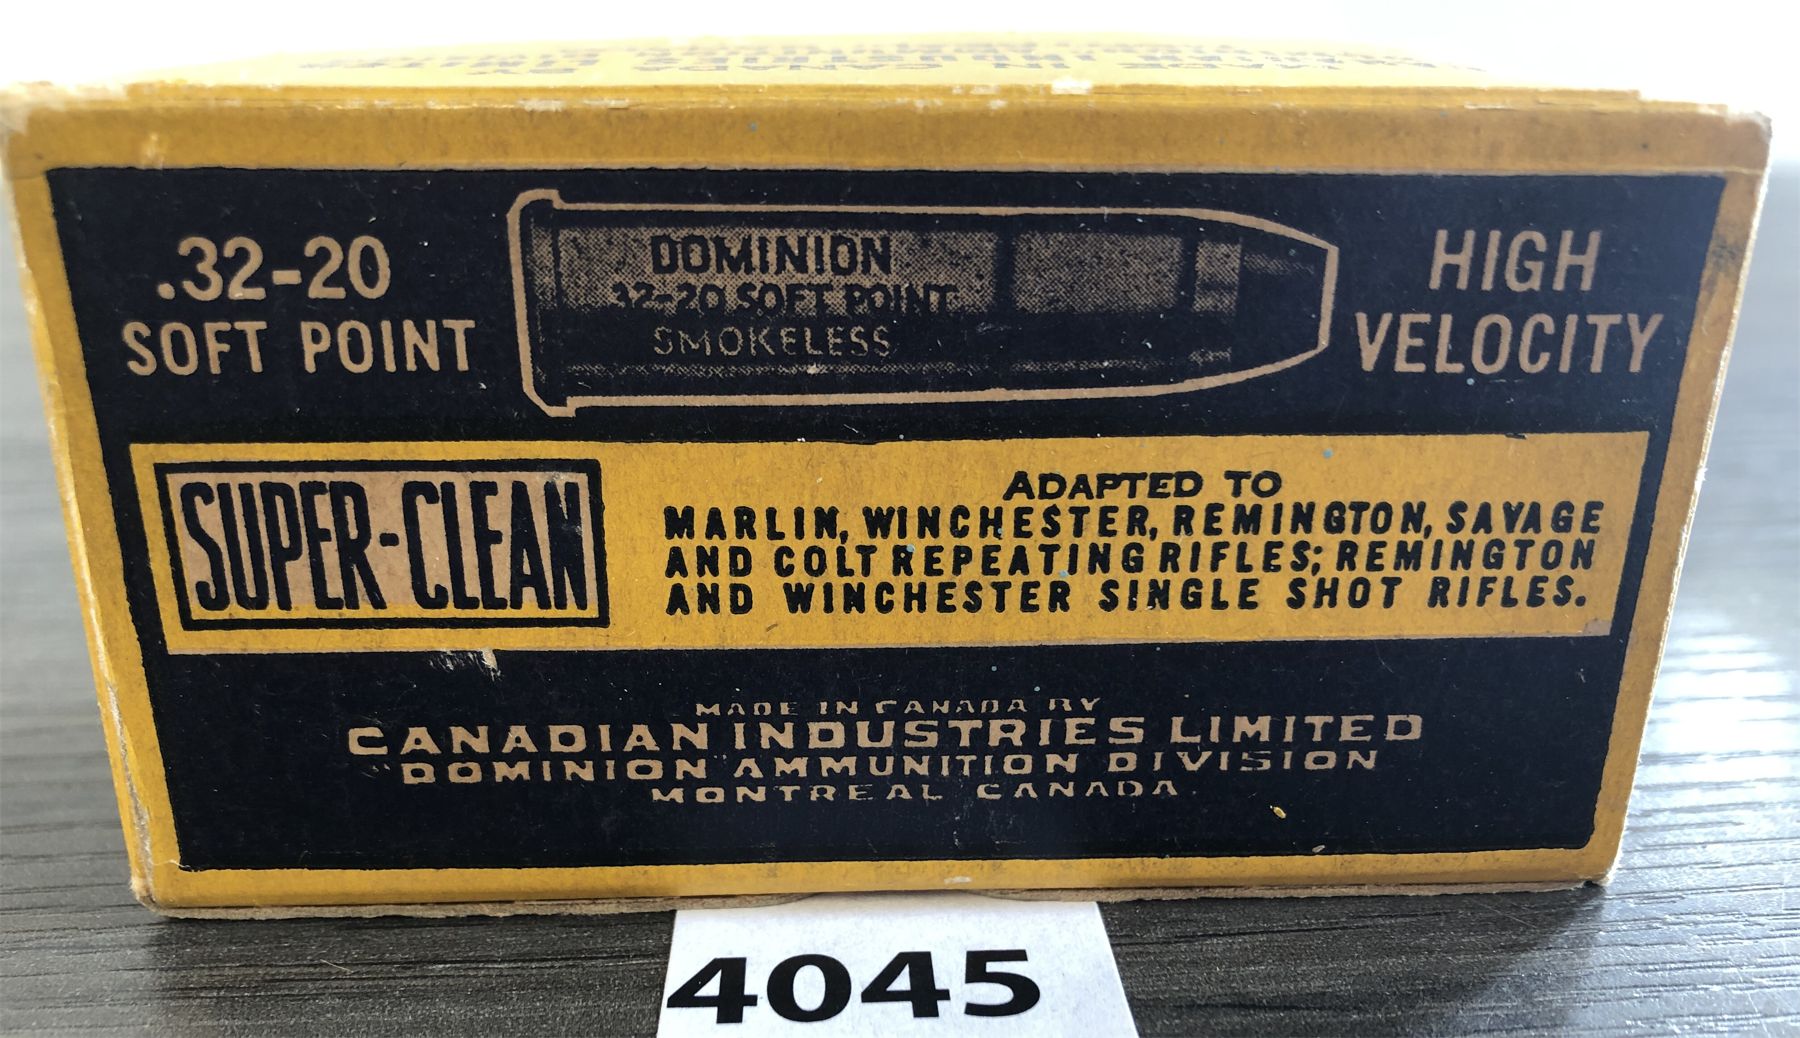 .32-20
SOFT POINT
DOMINION
32-20 SOFT POINT
SMOKELESS
HIGH
VELOCITY
SUPER-CLEAN
ADAPTED TO
MARLIN, WINCHESTER, REMINGTON, SAVAGE
AND COLT REPEATING RIFLES; REMINGTON
AND WINCHESTER SINGLE SHOT RIFLES.
MADE IN CANADA BY
CANADIAN INDUSTRIES LIMITED
"DOMINION" AMMUNITION DIVISION
MONTREAL CANADA
4045